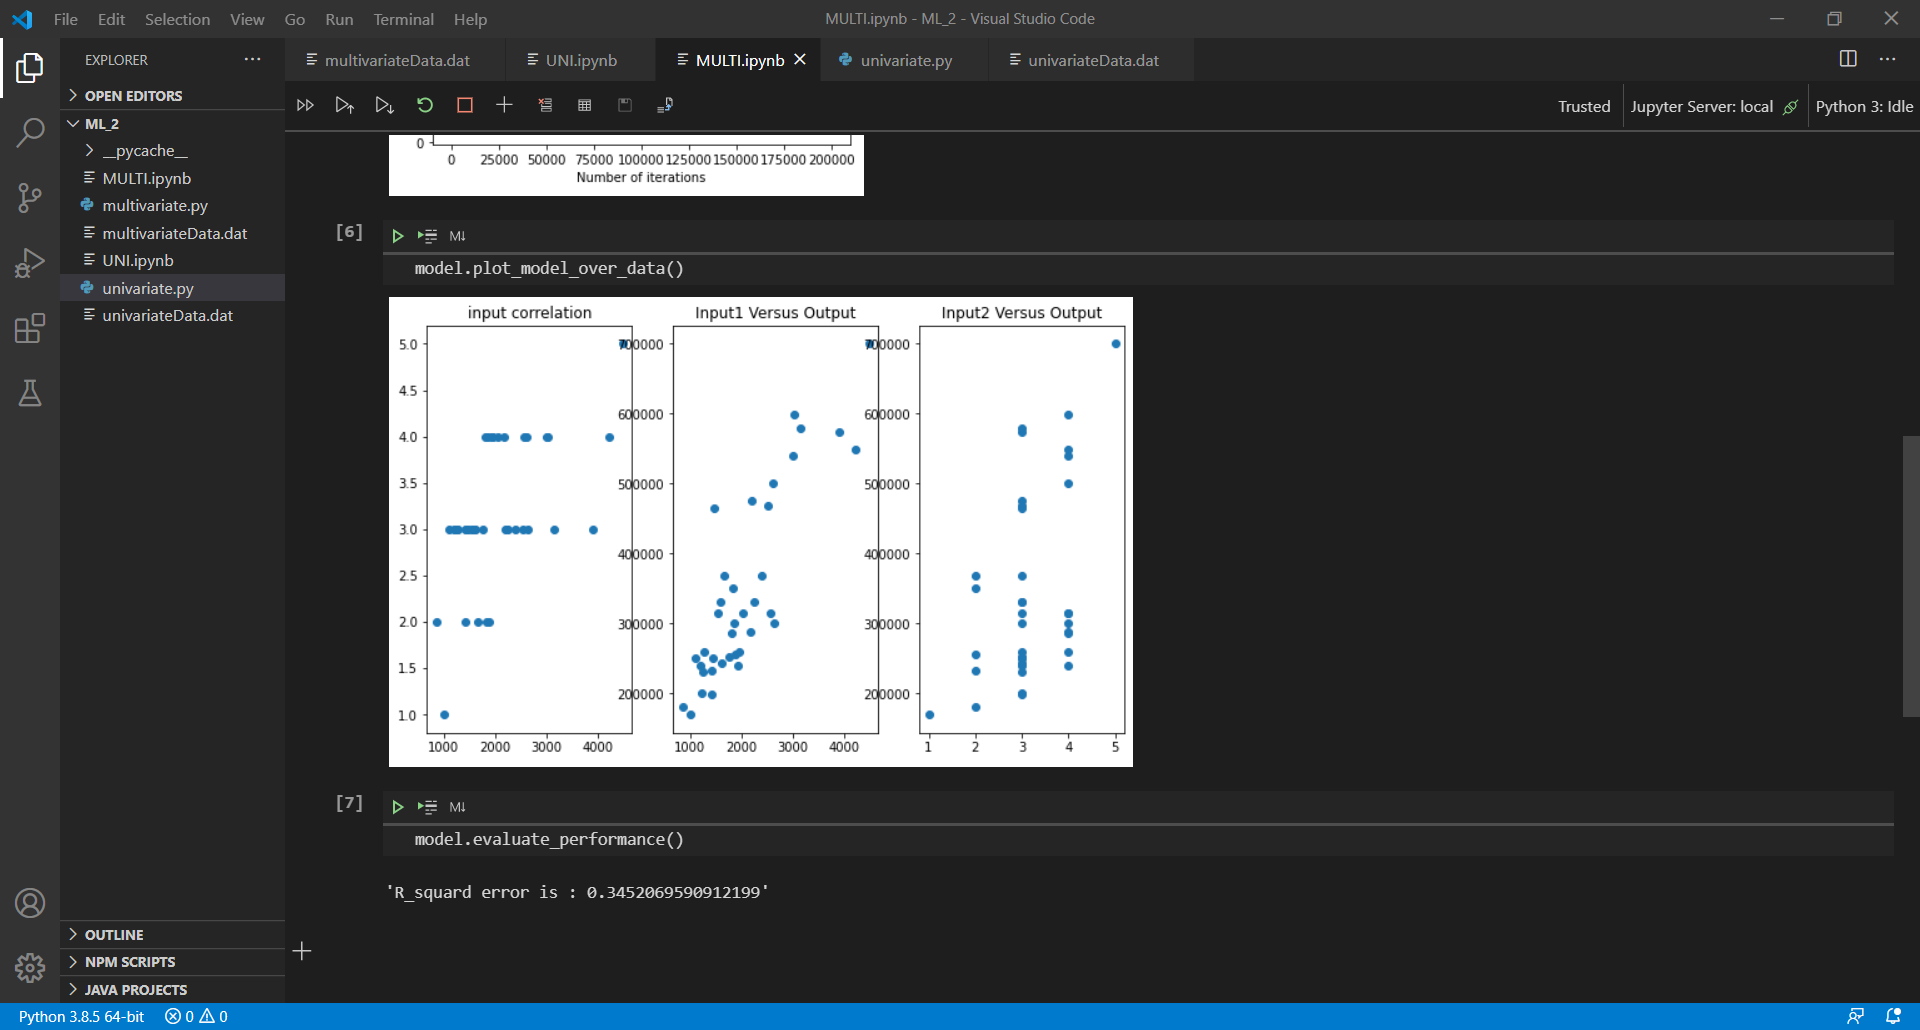 File Edit Selection View Go Run Terminal Help MULTI.ipynb - ML_2 - Visual Studio Code
EXPLORER ···
OPEN EDITORS
ML_2
__pycache__
MULTI.ipynb
multivariate.py
multivariateData.dat
UNI.ipynb
univariate.py
univariateData.dat
OUTLINE
NPM SCRIPTS
JAVA PROJECTS
multivariateData.dat UNI.ipynb MULTI.ipynb univariate.py univariateData.dat
Trusted Jupyter Server: local Python 3: Idle
0
0 25000 50000 75000 100000 125000 150000 175000 200000
Number of iterations
[6]
M↓
model.plot_model_over_data()
input correlation
5.0
4.5
4.0
3.5
3.0
2.5
2.0
1.5
1.0
1000 2000 3000 4000
Input1 Versus Output
700000
600000
500000
400000
300000
200000
1000 2000 3000 4000
Input2 Versus Output
700000
600000
500000
400000
300000
200000
1 2 3 4 5
[7]
M↓
model.evaluate_performance()
'R_squard error is : 0.3452069590912199'
Python 3.8.5 64-bit 0 0